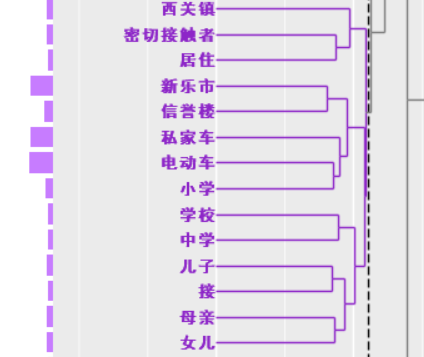 西关镇
密切接触者
居住
新乐市
信誉楼
私家车
电动车
小学
学校
中学
儿子
接
母亲
女儿